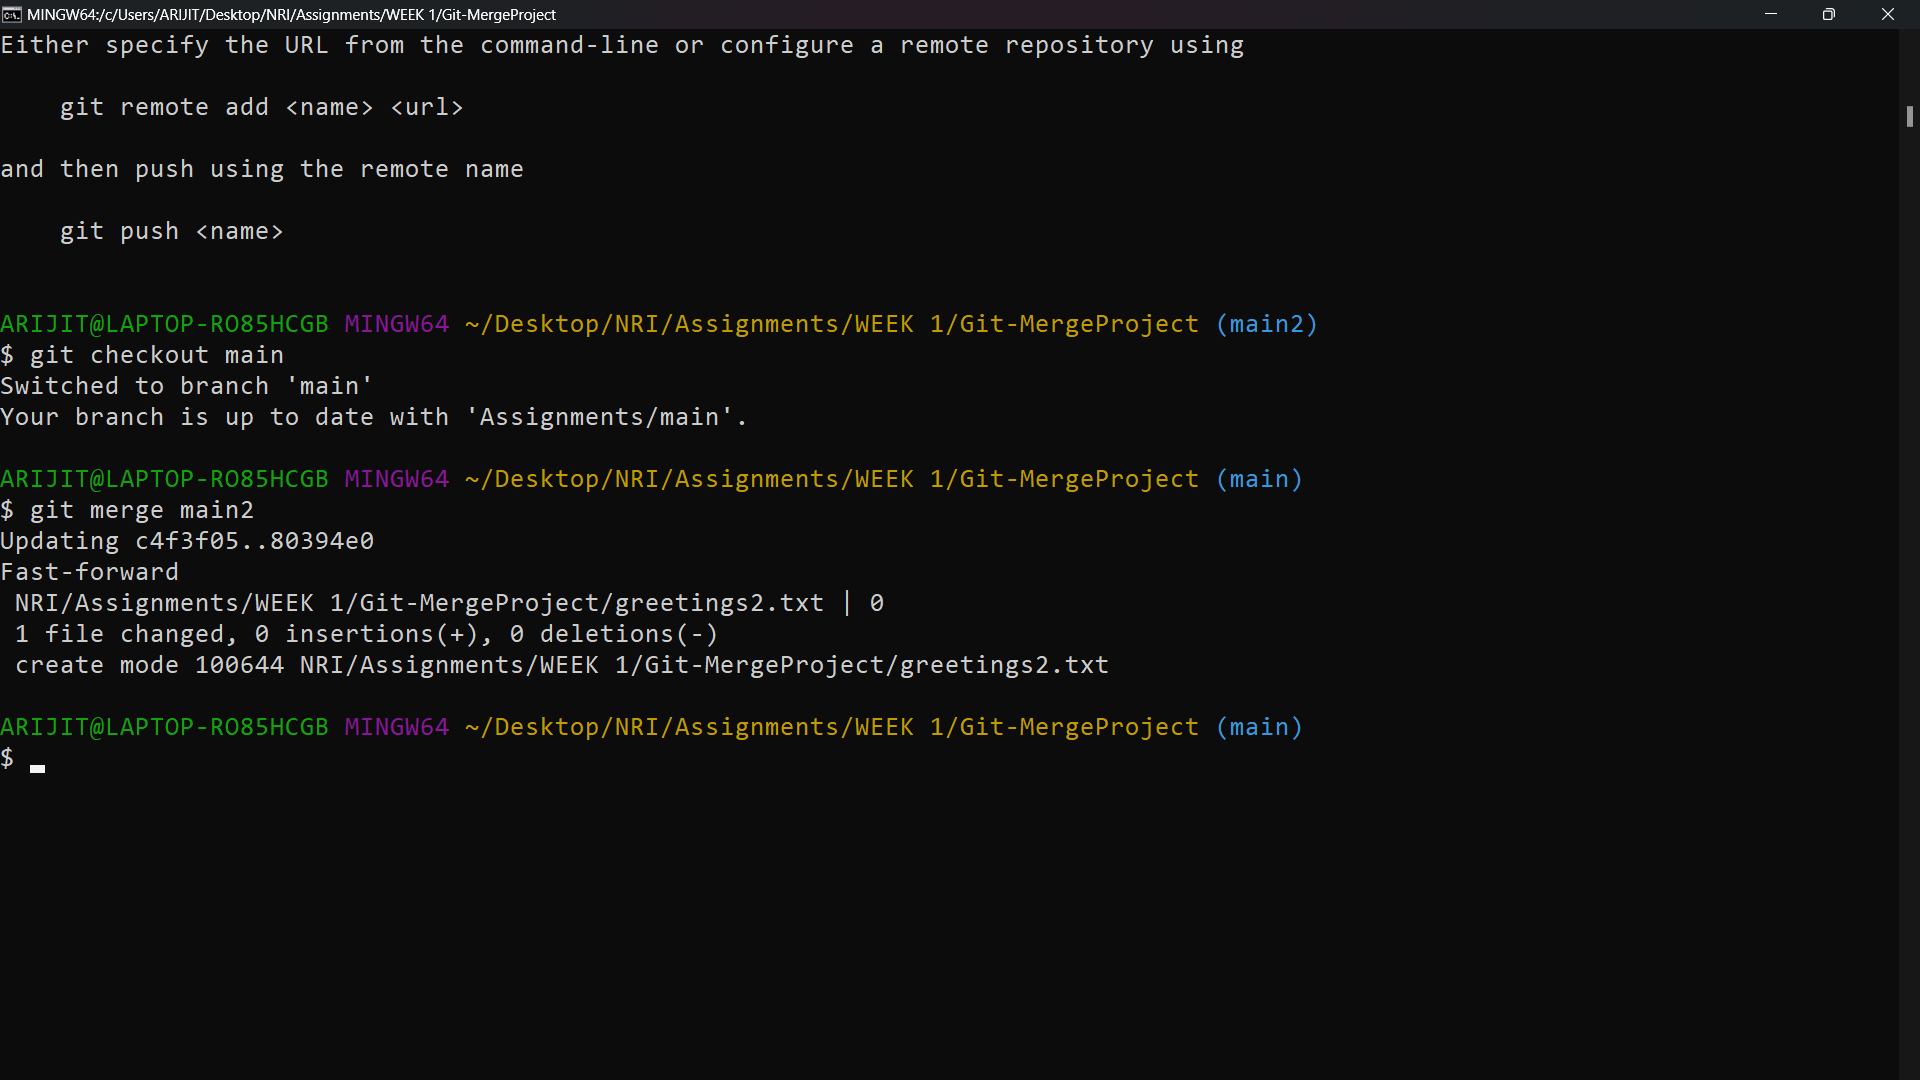 MINGW64:/c/Users/ARIJIT/Desktop/NRI/Assignments/WEEK 1/Git-MergeProject
Either specify the URL from the command-line or configure a remote repository using
git remote add <name> <url>
and then push using the remote name
git push <name>
ARIJIT@LAPTOP-RO85HCGB MINGW64 ~/Desktop/NRI/Assignments/WEEK 1/Git-MergeProject (main2)
$ git checkout main
Switched to branch 'main'
Your branch is up to date with 'Assignments/main'.
ARIJIT@LAPTOP-RO85HCGB MINGW64 ~/Desktop/NRI/Assignments/WEEK 1/Git-MergeProject (main)
$ git merge main2
Updating c4f3f05..80394e0
Fast-forward
NRI/Assignments/WEEK 1/Git-MergeProject/greetings2.txt | 0
1 file changed, 0 insertions(+), 0 deletions(-)
create mode 100644 NRI/Assignments/WEEK 1/Git-MergeProject/greetings2.txt
ARIJIT@LAPTOP-RO85HCGB MINGW64 ~/Desktop/NRI/Assignments/WEEK 1/Git-MergeProject (main)
$